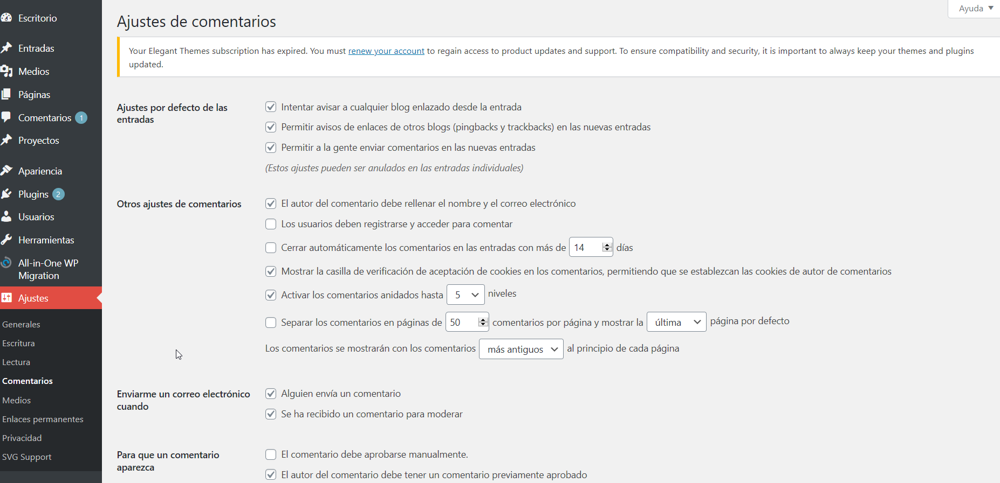 Ayuda
Escritorio
Entradas
Medios
Páginas
Comentarios 1
Proyectos
Apariencia
Plugins 2
Usuarios
Herramientas
All-in-One WP
Migration
Ajustes
Generales
Escritura
Lectura
Comentarios
Medios
Enlaces permanentes
Privacidad
SVG Support
Ajustes de comentarios
Your Elegant Themes subscription has expired. You must renew your account to regain access to product updates and support. To ensure compatibility and security, it is important to always keep your themes and plugins
updated.
Ajustes por defecto de las
entradas
Intentar avisar a cualquier blog enlazado desde la entrada
Permitir avisos de enlaces de otros blogs (pingbacks y trackbacks) en las nuevas entradas
Permitir a la gente enviar comentarios en las nuevas entradas
(Estos ajustes pueden ser anulados en las entradas individuales)
Otros ajustes de comentarios
El autor del comentario debe rellenar el nombre y el correo electrónico
Los usuarios deben registrarse y acceder para comentar
Cerrar automáticamente los comentarios en las entradas con más de 14 días
Mostrar la casilla de verificación de aceptación de cookies en los comentarios, permitiendo que se establezcan las cookies de autor de comentarios
Activar los comentarios anidados hasta 5 niveles
Separar los comentarios en páginas de 50 comentarios por página y mostrar la última página por defecto
Los comentarios se mostrarán con los comentarios más antiguos al principio de cada página
Enviarme un correo electrónico
cuando
Alguien envía un comentario
Se ha recibido un comentario para moderar
Para que un comentario
aparezca
El comentario debe aprobarse manualmente.
El autor del comentario debe tener un comentario previamente aprobado